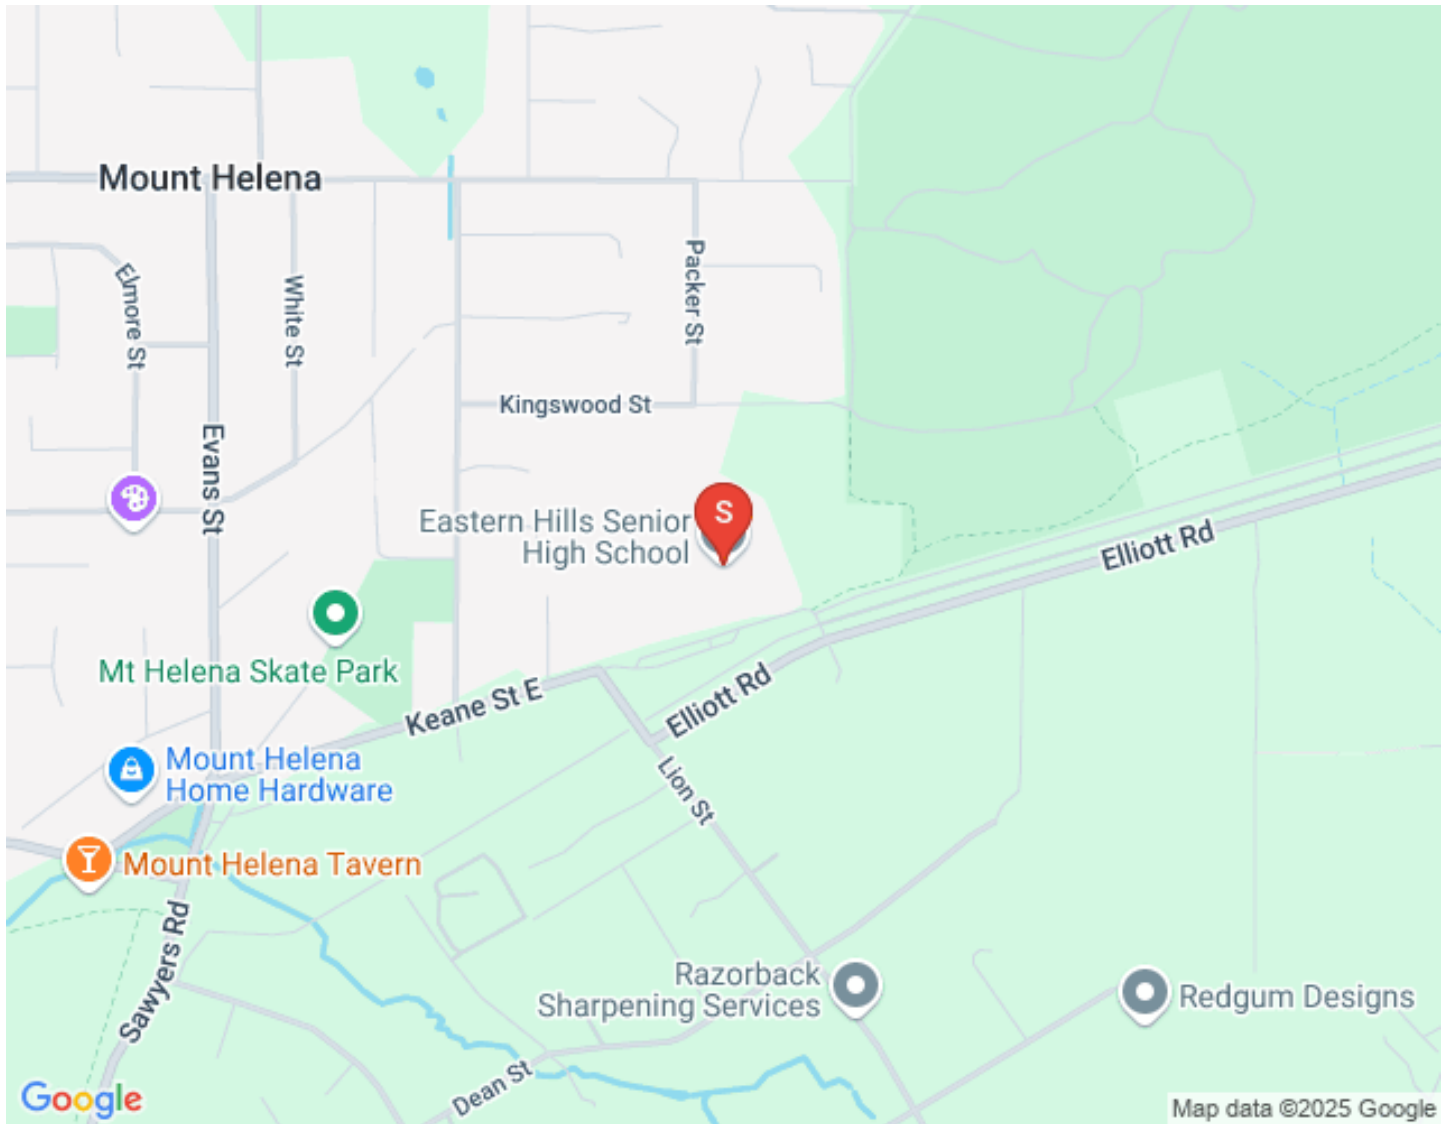 Mount Helena
Elmore St
White St
Packer St
Kingswood St
Evans St
Eastern Hills Senior
High School
S
Elliott Rd
Mt Helena Skate Park
Keane St E
Elliott Rd
Mount Helena
Home Hardware
Lion St
Mount Helena Tavern
Sawyers Rd
Razorback
Sharpening Services
Redgum Designs
Dean St
Google
Map data ©2025 Google